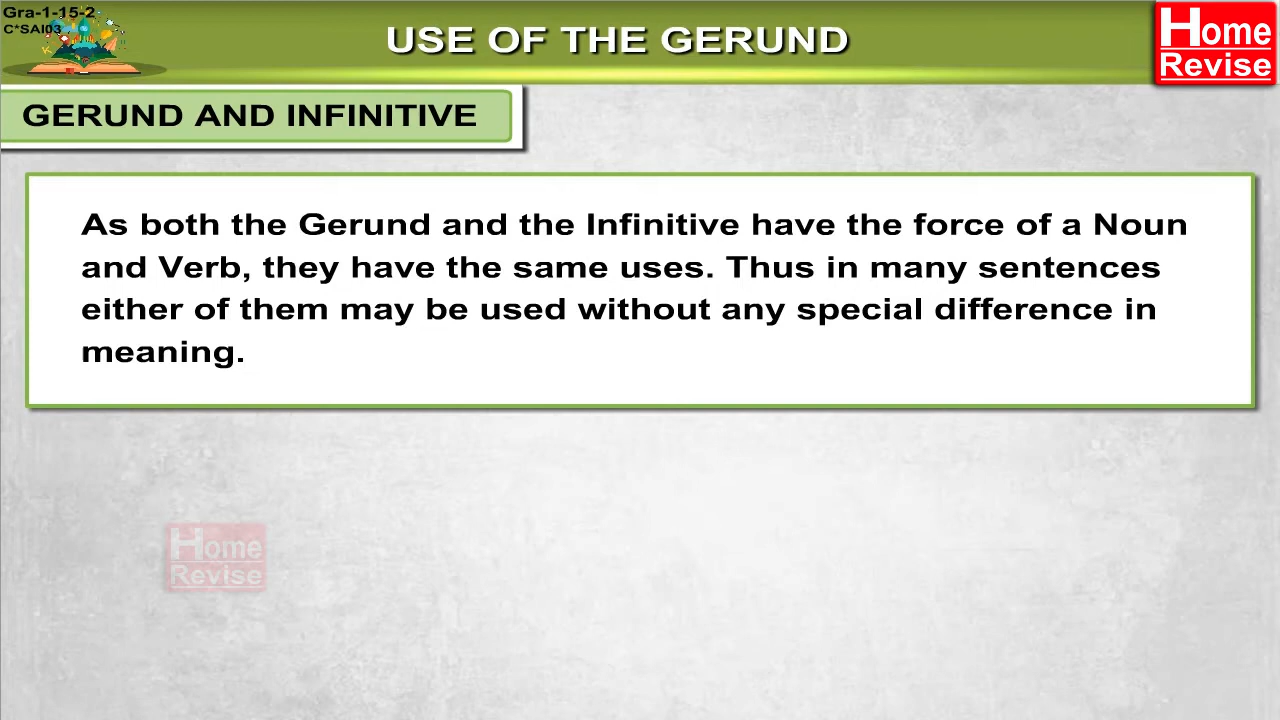 Gra-1-15-2
C*SAI03
USE OF THE GERUND
Home
Revise
GERUND AND INFINITIVE
As both the Gerund and the Infinitive have the force of a Noun
and Verb, they have the same uses. Thus in many sentences
either of them may be used without any special difference in
meaning.
Home
Revise